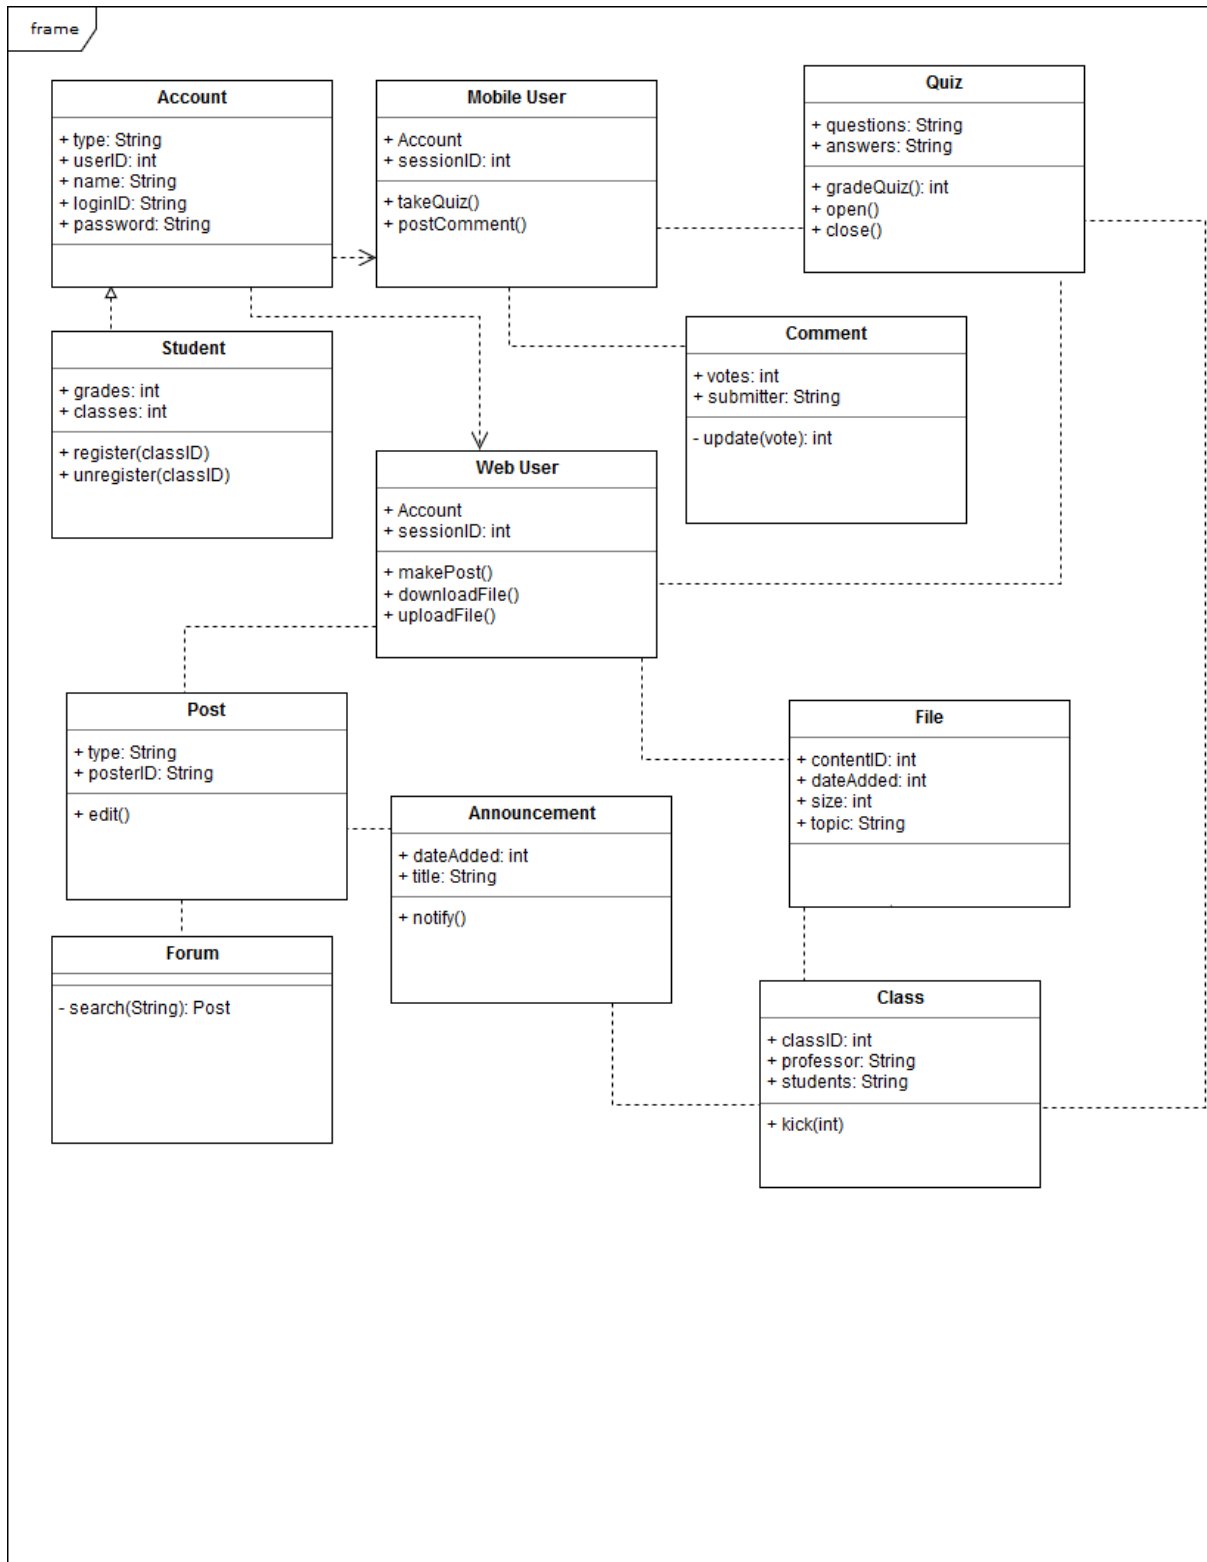 frame
Account
+ type: String
+ userID: int
+ name: String
+ loginID: String
+ password: String
Mobile User
+ Account
+ sessionID: int
+ takeQuiz()
+ postComment()
Quiz
+ questions: String
+ answers: String
+ gradeQuiz(): int
+ open()
+ close()
Student
+ grades: int
+ classes: int
+ register(classID)
+ unregister(classID)
Comment
+ votes: int
+ submitter: String
- update(vote): int
Web User
+ Account
+ sessionID: int
+ makePost()
+ downloadFile()
+ uploadFile()
Post
+ type: String
+ posterID: String
+ edit()
File
+ contentID: int
+ dateAdded: int
+ size: int
+ topic: String
Announcement
+ dateAdded: int
+ title: String
+ notify()
Forum
- search(String): Post
Class
+ classID: int
+ professor: String
+ students: String
+ kick(int)